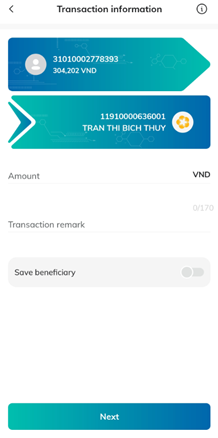 Transaction information
31010002778393
304,202 VND
11910000636001
TRAN THI BICH THUY
Amount
VND
0/170
Transaction remark
Save beneficiary
Next